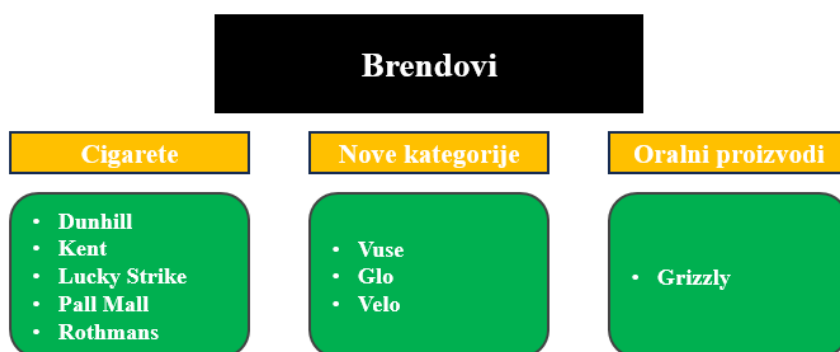 Brendovi
Cigarete
Nove kategorije
Oralni proizvodi
• Dunhill
• Kent
• Lucky Strike
• Pall Mall
• Rothmans
• Vuse
• Glo
• Velo
• Grizzly